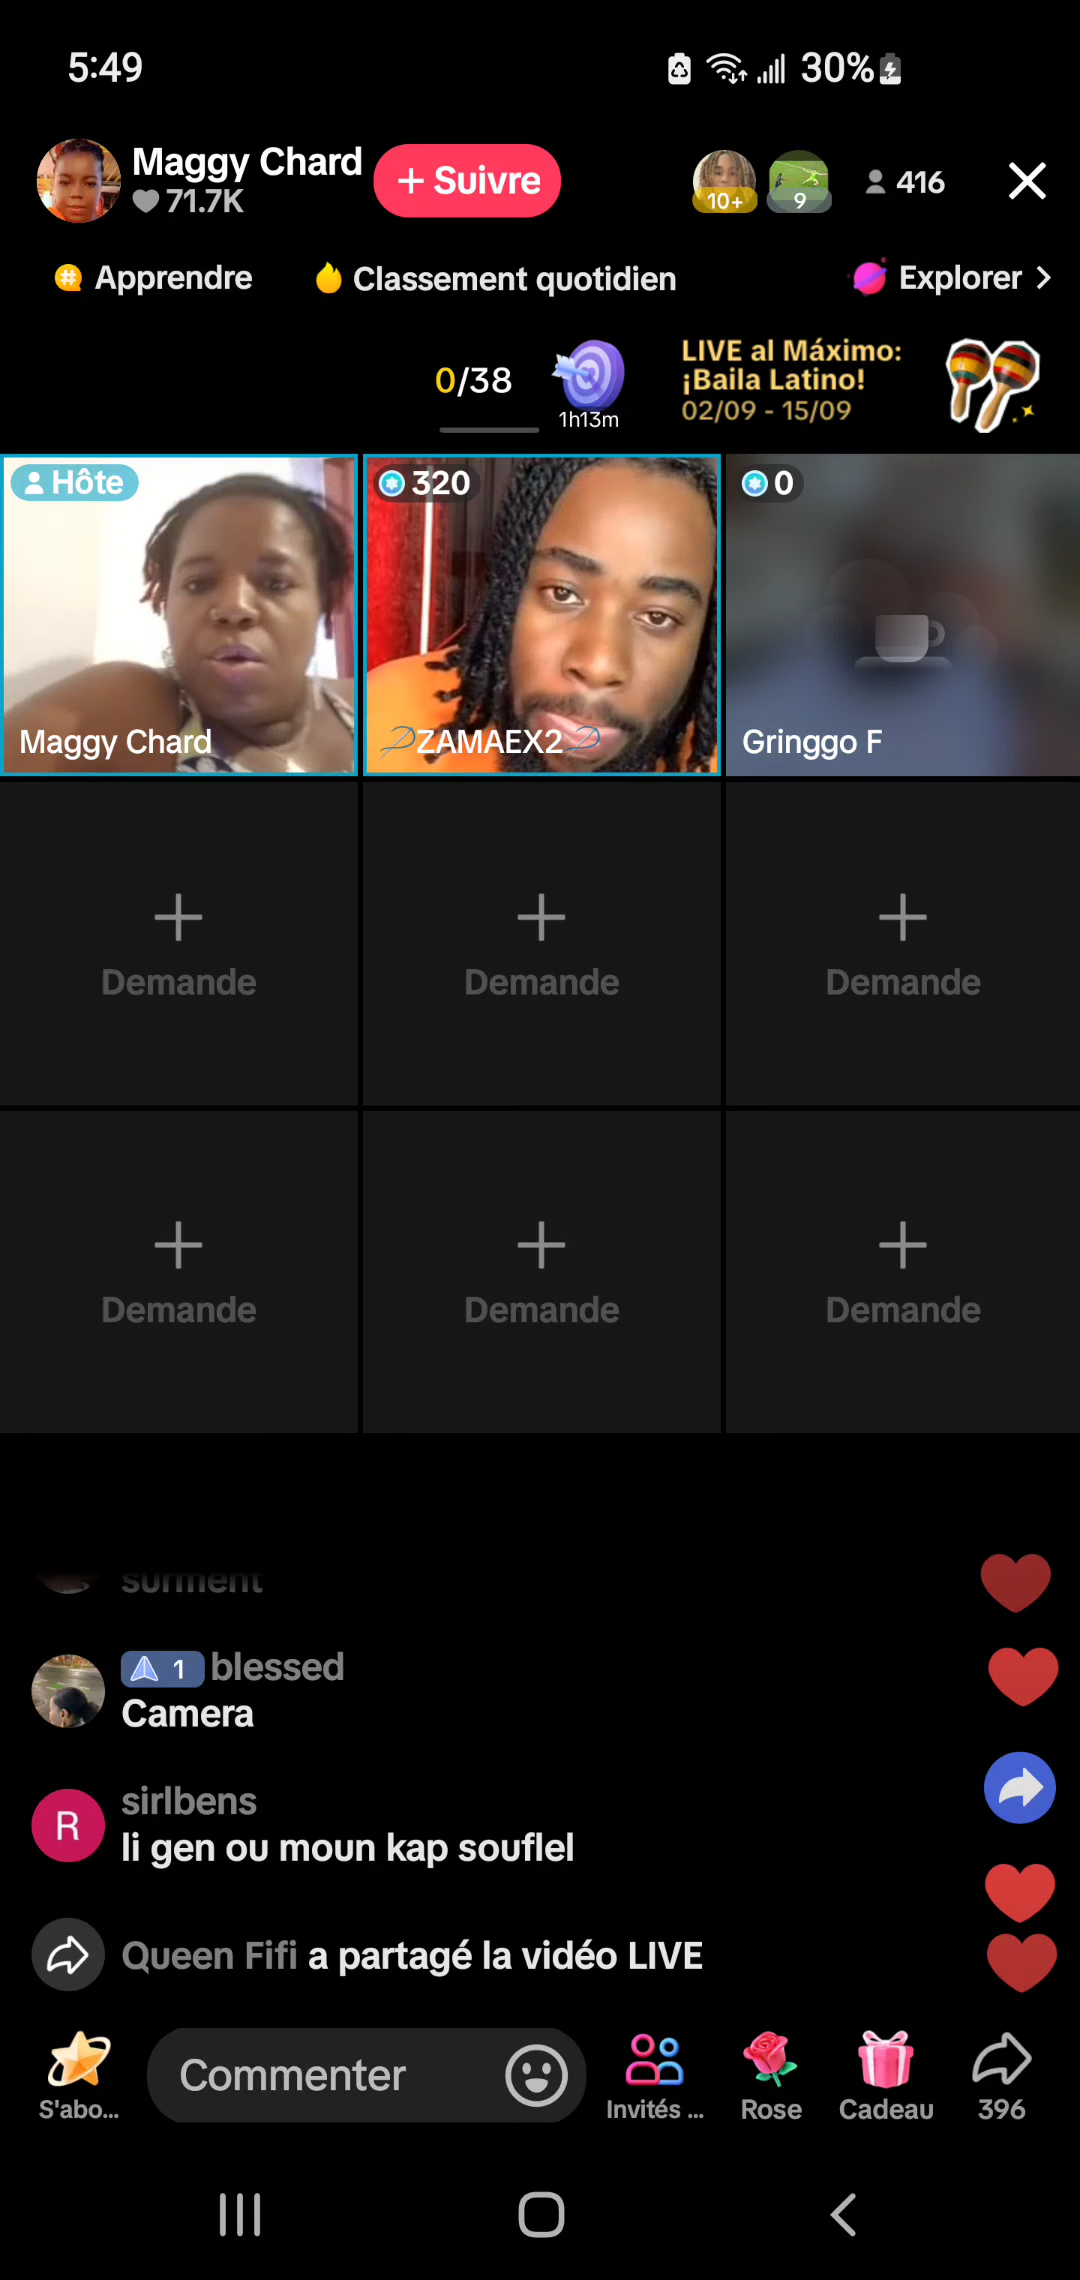 5:49
30%
Maggy Chard
71.7K
+ Suivre
10+
9
416
Apprendre
Classement quotidien
Explorer
0/38
1h13m
LIVE al Máximo:
¡Baila Latino!
02/09 - 15/09
Hôte
320
0
Maggy Chard
ZAMAEX2
Gringgo F
Demande
Demande
Demande
Demande
Demande
Demande
surment
1 blessed
Camera
R
sirlbens
li gen ou moun kap souflel
Queen Fifi a partagé la vidéo LIVE
Commenter
S'abo...
Invités ...
Rose
Cadeau
396